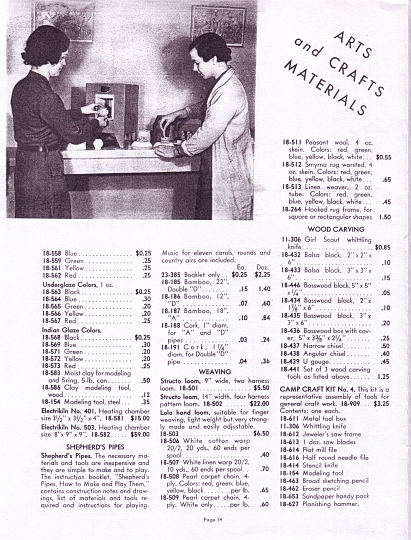 ARTS
and CRAFTS
MATERIALS
18-558 Blue $0.25
18-559 Green .25
18-561 Yellow .25
18-562 Red .25
Underglaze Colors, 1 oz.
18-563 Black $0.25
18-564 Blue .30
18-565 Green .20
18-566 Yellow .20
18-567 Red .25
Indian Glaze Colors.
18-568 Black $0.25
18-569 Blue .30
18-571 Green .20
18-572 Yellow .20
18-573 Red .25
18-583 Moist clay for modeling
and firing. 5-lb. can .50
18-586 Clay modeling tool,
wood .12
18-154 Modeling tool, steel .35
Electrikiln No. 401. Heating chamber
size 3½" x 3½" x 4". 18-581. $15.00
Electrikiln No. 503. Heating chamber
size 8" x 9" x 9". 18-582. $59.00
SHEPHERD'S PIPES
Shepherd's Pipes. The necessary materials
and tools are inexpensive and
they are simple to make and to play.
The instruction booklet, "Shepherd's
Pipes, How to Make and Play Them,"
contains construction notes and drawings,
list of materials and tools required
and instructions for playing.
Music for eleven carols, rounds and
country airs are included.
Ea. Doz.
23-385 Booklet only $0.25 $2.25
18-185 Bamboo, 22",
Double "D" .15 1.40
18-186 Bamboo, 12",
"D" .07 .60
18-187 Bamboo, 18",
"A" .10 .84
18-188 Cork, 1" diam.
for "A" and "D"
pipes .03 .24
18-191 Cork, 1¼"
diam. for Double "D"
pipe .04 .36
WEAVING
Structo loom, 9" wide, two harness
loom. 18-501 $5.50
Structo loom, 14" width, four harness
pattern loom. 18-502 $22.00
Lola hand loom, suitable for finger
weaving, light weight but very strongly
made and easily adjustable.
18-503 $6.50
18-506 White cotton warp
20/2, 20 yds., 60 ends per
spool .40
18-507 White linen warp 20/2,
10 yds., 60 ends per spool .70
18-508 Pearl carpet chain, 4-
ply. Colors: red, green, blue,
yellow, black per lb. .65
18-509 Pearl carpet chain, 4-
ply. White only per lb. .60
18-511 Peasant wool, 4 oz.
skein. Colors: red, green,
blue, yellow, black, white $0.55
18-512 Smyrna rug worsted, 4
oz. skein. Colors: red, green,
blue, yellow, black, white .65
18-513 Linen weaver, 2 oz.
tube. Colors: red, green,
blue, yellow, black, white .45
18-264 Hooked rug frame, for
square or rectangular shapes 1.50
WOOD CARVING
11-306 Girl Scout whittling
knife $0.85
18-432 Balsa block, 2" x 2" x
6" .10
18-433 Balsa block, 3" x 3" x
6" .15
18-446 Basswood block, 5" x 5"
.05
18-434 Basswood block, 2" x
.10
18-435 Basswood block, 3" x
3" x 6" .20
18-436 Basswood box with cover,
.45
18-437 Narrow chisel .50
18-438 Angular chisel .40
18-439 U gouge .45
18-441 Set of 3 wood carving
tools as listed above 1.25
CAMP CRAFT KIT No. 4. This kit is a
representative assembly of tools for
general craft work. 18-909 $3.25
Contents: one each.
18-611 Metal tool box
11-306 Whittling knife
18-612 Jeweler's saw frame
18-613 1 doz. saw blades
18-614 Flat mill file
18-616 Half round needle file
18-414 Stencil knife
18-154 Modeling tool
18-463 Broad sketching pencil
18-462 Eraser pencil
18-653 Sandpaper handy pack
18-627 Planishing hammer.
Page 34